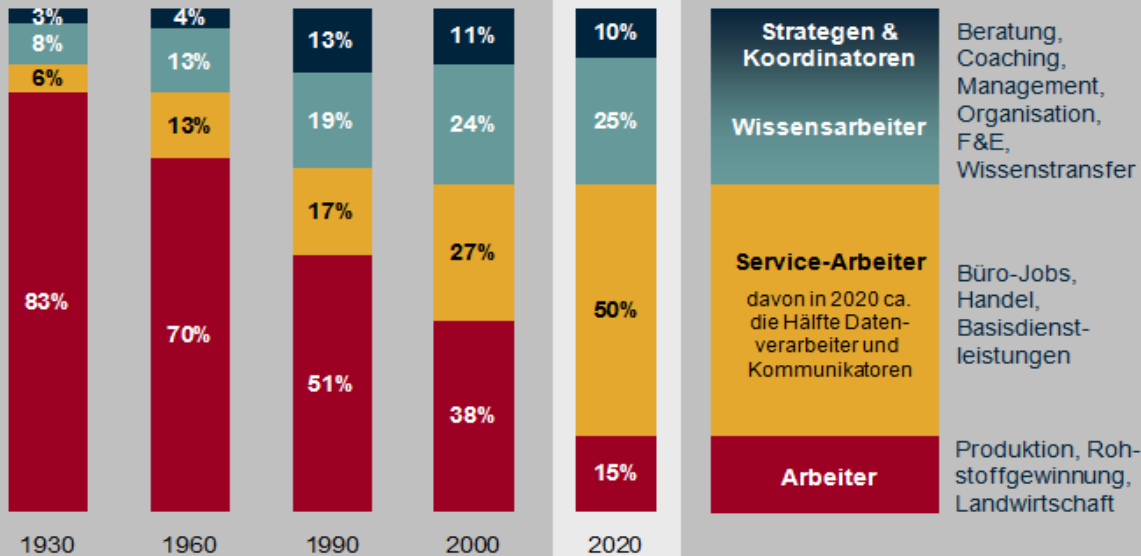 3%
8%
6%
83%
1930
4%
13%
13%
70%
1960
13%
19%
17%
51%
1990
11%
24%
27%
38%
2000
10%
25%
50%
15%
2020
Strategen &
Koordinatoren
Wissensarbeiter
Service-Arbeiter
davon in 2020 ca.
die Hälfte Daten-
verarbeiter und
Kommunikatoren
Arbeiter
Beratung,
Coaching,
Management,
Organisation,
F&E,
Wissenstransfer
Büro-Jobs,
Handel,
Basisdienst-
leistungen
Produktion, Roh-
stoffgewinnung,
Landwirtschaft